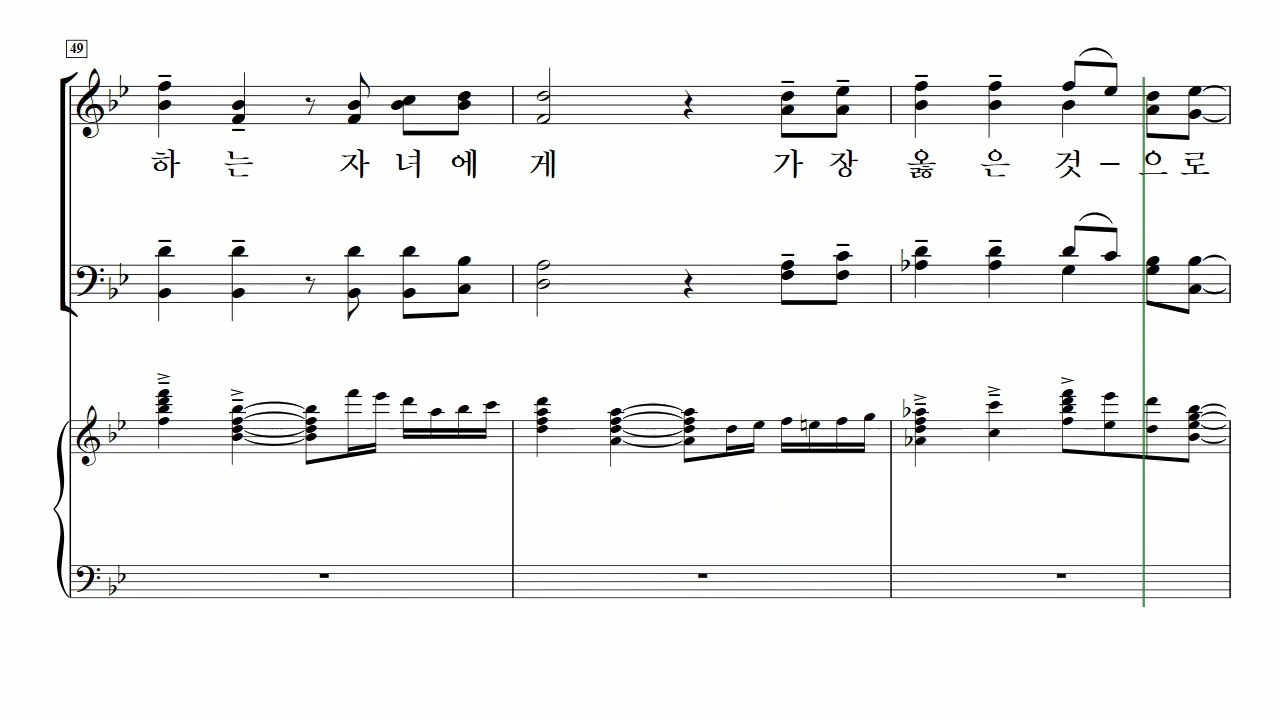 49
하 는 자 녀 에 게 가 장 옳 은 것 - 으 로